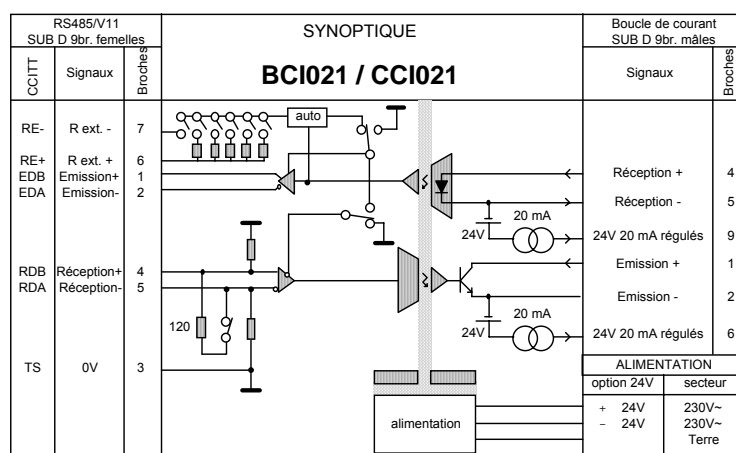 RS485/V11
SUB D 9br. femelles
SYNOPTIQUE
BCI021 / CCI021
Boucle de courant
SUB D 9br. mâles
CCITT
Signaux
Broches
Signaux
Broches
RE- R ext. - 7
auto
RE+ R ext. + 6
EDB Emission+ 1
EDA Emission- 2
Réception + 4
Réception - 5
20 mA
24V
24V 20 mA régulés 9
RDB Réception+ 4
RDA Réception- 5
Emission + 1
Emission - 2
120
20 mA
24V
24V 20 mA régulés 6
TS 0V 3
ALIMENTATION
option 24V secteur
alimentation
+ 24V 230V~
– 24V 230V~
Terre